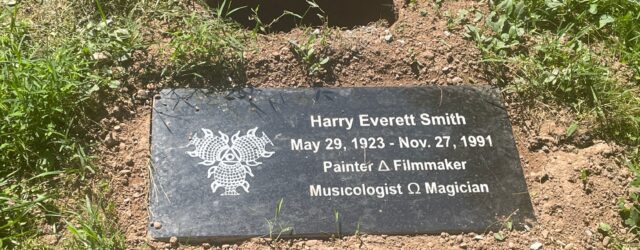 Harry Everett Smith
May 29, 1923 - Nov. 27, 1991
Painter Δ Filmmaker
Musicologist Ω Magician